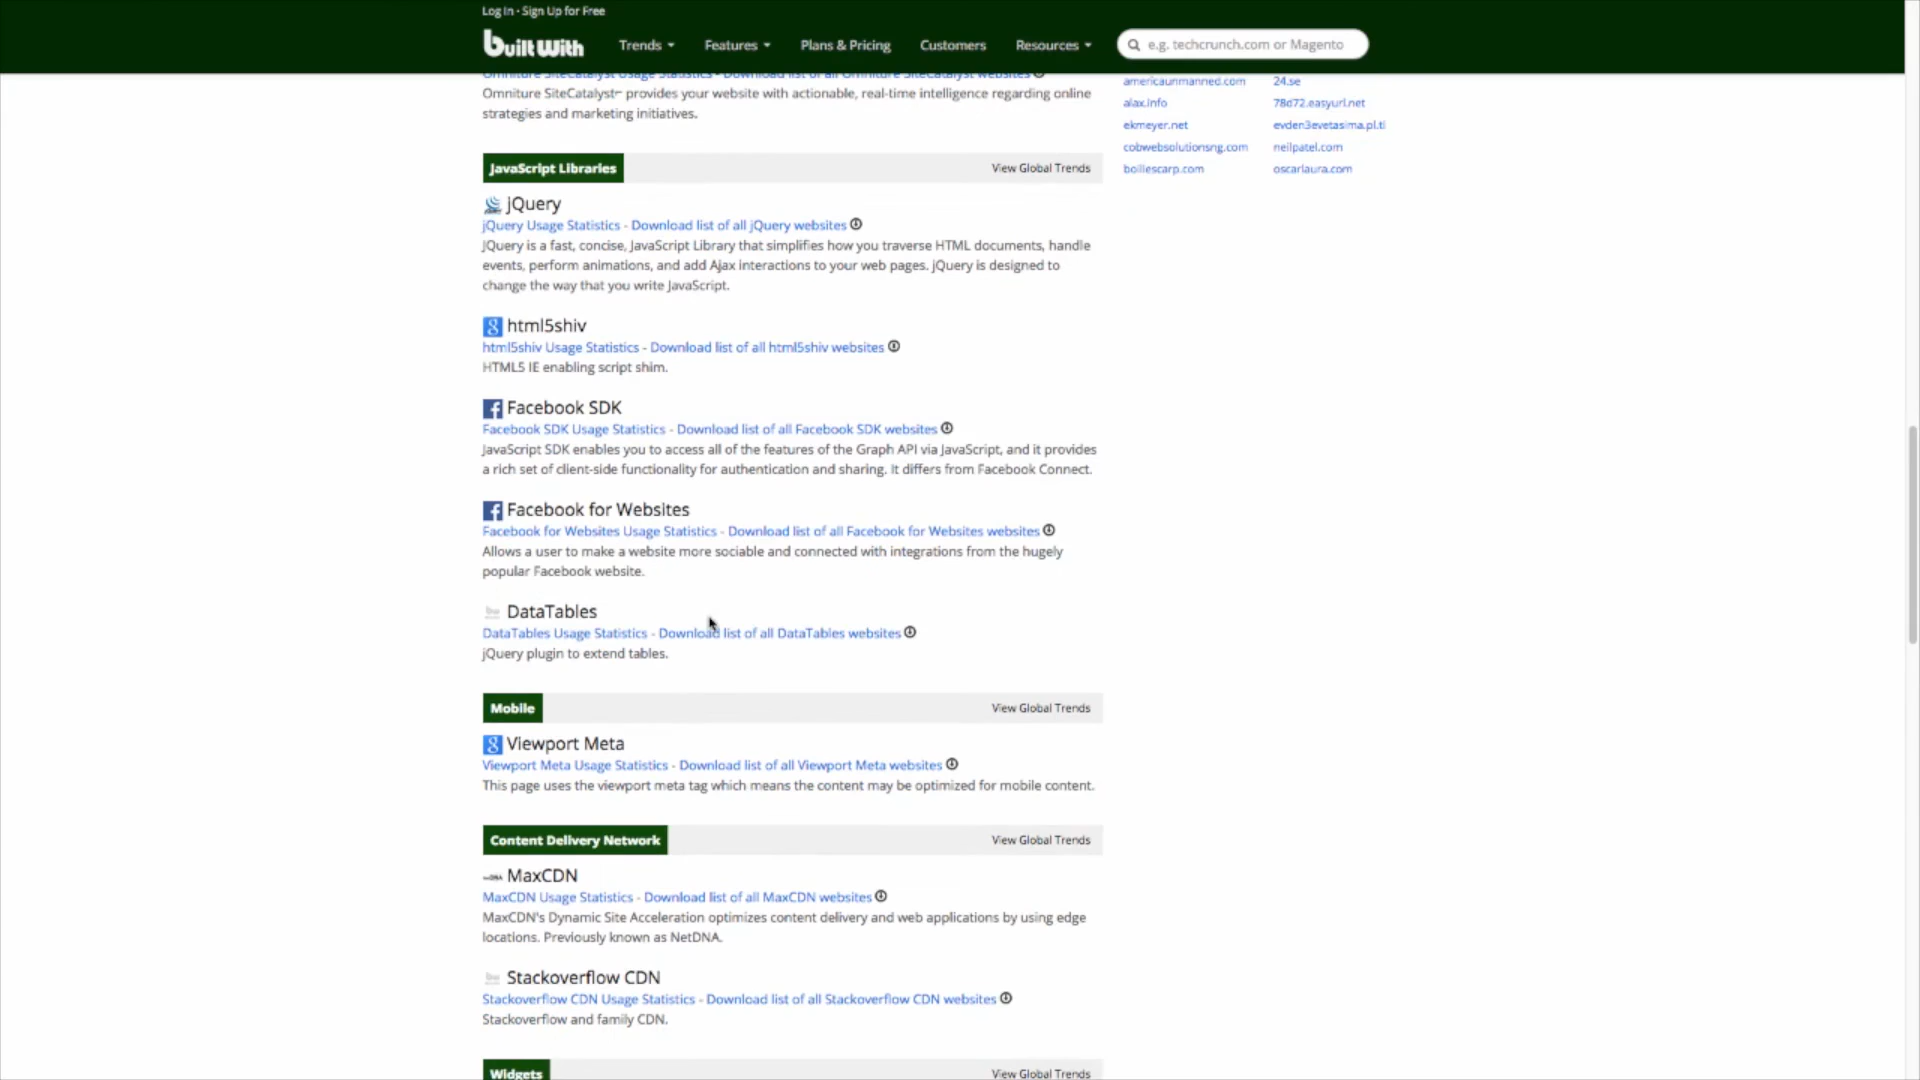 Log In · Sign Up for Free
builtwith Trends Features Plans & Pricing Customers Resources e.g. techcrunch.com or Magento
Omniture SiteCatalyst Usage Statistics - Download list of all Omniture SiteCatalyst websites
Omniture SiteCatalyst– provides your website with actionable, real-time intelligence regarding online
strategies and marketing initiatives.
americaunmanned.com 24.se
alax.info 78d72.easyurl.net
ekmeyer.net evden3evetasima.pl.tl
cobwebsolutionsng.com neilpatel.com
boillescarp.com oscarlaura.com
JavaScript Libraries View Global Trends
jQuery
jQuery Usage Statistics - Download list of all jQuery websites
JQuery is a fast, concise, JavaScript Library that simplifies how you traverse HTML documents, handle
events, perform animations, and add Ajax interactions to your web pages. jQuery is designed to
change the way that you write JavaScript.
html5shiv
html5shiv Usage Statistics - Download list of all html5shiv websites
HTML5 IE enabling script shim.
Facebook SDK
Facebook SDK Usage Statistics - Download list of all Facebook SDK websites
JavaScript SDK enables you to access all of the features of the Graph API via JavaScript, and it provides
a rich set of client-side functionality for authentication and sharing. It differs from Facebook Connect.
Facebook for Websites
Facebook for Websites Usage Statistics - Download list of all Facebook for Websites websites
Allows a user to make a website more sociable and connected with integrations from the hugely
popular Facebook website.
DataTables
DataTables Usage Statistics - Download list of all DataTables websites
jQuery plugin to extend tables.
Mobile View Global Trends
Viewport Meta
Viewport Meta Usage Statistics - Download list of all Viewport Meta websites
This page uses the viewport meta tag which means the content may be optimized for mobile content.
Content Delivery Network View Global Trends
MaxCDN
MaxCDN Usage Statistics - Download list of all MaxCDN websites
MaxCDN's Dynamic Site Acceleration optimizes content delivery and web applications by using edge
locations. Previously known as NetDNA.
Stackoverflow CDN
Stackoverflow CDN Usage Statistics - Download list of all Stackoverflow CDN websites
Stackoverflow and family CDN.
Widgets View Global Trends